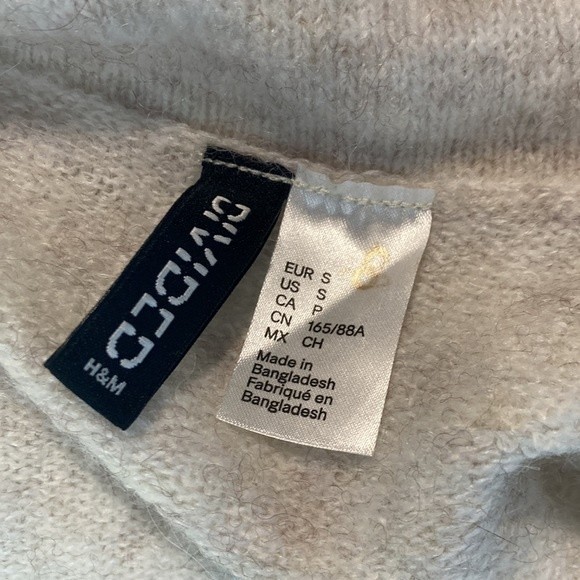 DIVIDED
H&M
EUR S
US S
CA P
CN 165/88A
MX CH
Made in
Bangladesh
Fabriqué en
Bangladesh